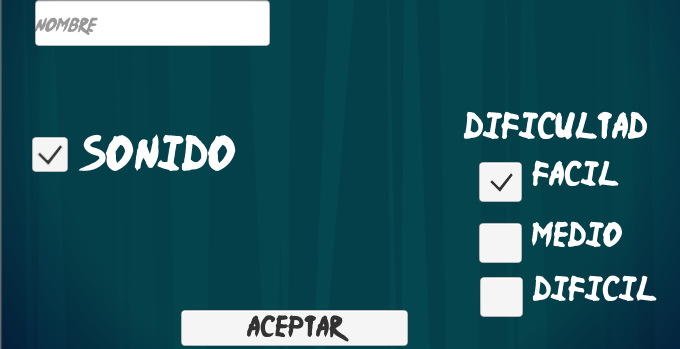 NOMBRE
SONIDO
DIFICULTAD
FACIL
MEDIO
DIFICIL
ACEPTAR